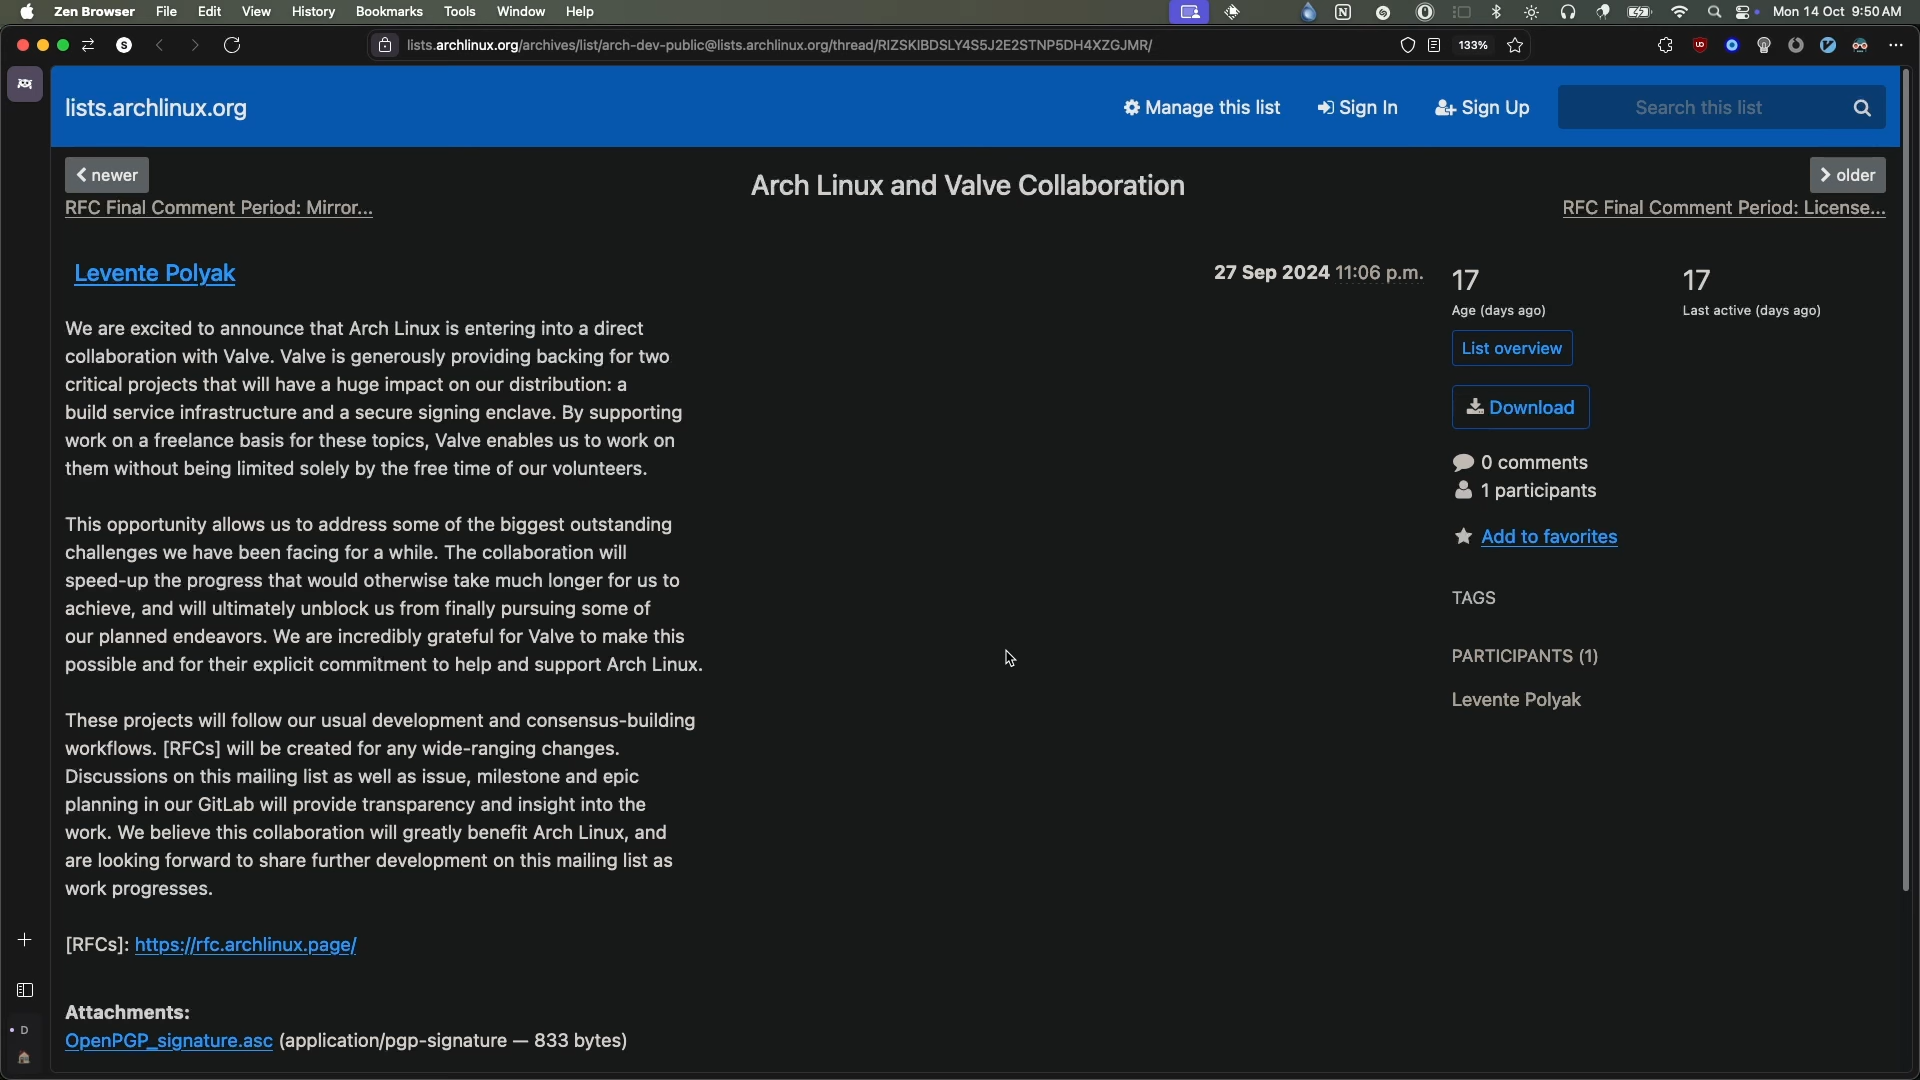 Zen Browser File Edit View History Bookmarks Tools Window Help Mon 14 Oct 9:50 AM
S lists.archlinux.org/archives/list/arch-dev-public@lists.archlinux.org/thread/RIZSKIBDSLY4S5J2E2STNP5DH4XZGJMR/ 133%
lists.archlinux.org Manage this list Sign In Sign Up Search this list
newer
Arch Linux and Valve Collaboration
older
RFC Final Comment Period: Mirror...
RFC Final Comment Period: License...
Levente Polyak
27 Sep 2024 11:06 p.m.
We are excited to announce that Arch Linux is entering into a direct
collaboration with Valve. Valve is generously providing backing for two
critical projects that will have a huge impact on our distribution: a
build service infrastructure and a secure signing enclave. By supporting
work on a freelance basis for these topics, Valve enables us to work on
them without being limited solely by the free time of our volunteers.
This opportunity allows us to address some of the biggest outstanding
challenges we have been facing for a while. The collaboration will
speed-up the progress that would otherwise take much longer for us to
achieve, and will ultimately unblock us from finally pursuing some of
our planned endeavors. We are incredibly grateful for Valve to make this
possible and for their explicit commitment to help and support Arch Linux.
These projects will follow our usual development and consensus-building
workflows. [RFCs] will be created for any wide-ranging changes.
Discussions on this mailing list as well as issue, milestone and epic
planning in our GitLab will provide transparency and insight into the
work. We believe this collaboration will greatly benefit Arch Linux, and
are looking forward to share further development on this mailing list as
work progresses.
[RFCs]: https://rfc.archlinux.page/
Attachments:
OpenPGP_signature.asc (application/pgp-signature — 833 bytes)
17 17
Age (days ago) Last active (days ago)
List overview
Download
0 comments
1 participants
Add to favorites
TAGS
PARTICIPANTS (1)
Levente Polyak
D